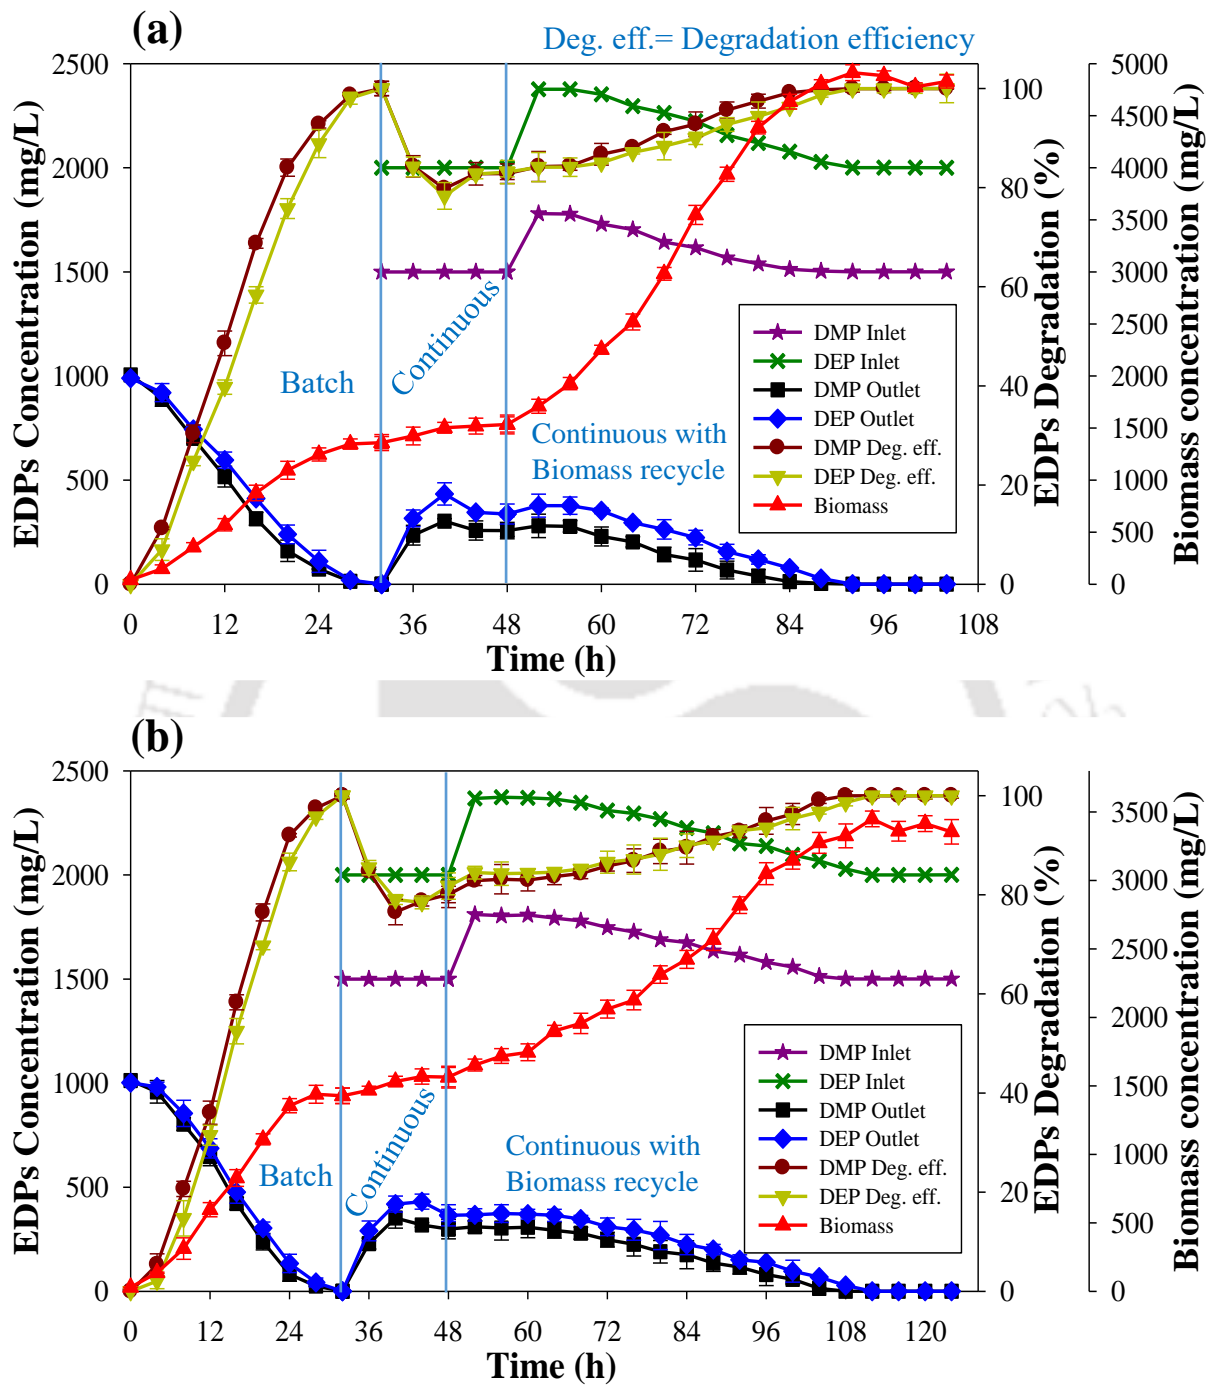 (a)
Deg. eff.= Degradation efficiency
EDPs Concentration (mg/L)
2500
2000
1500
1000
500
0
0 12 24 36 48 60 72 84 96 108
Time (h)
100
80
60
40
20
0
EDPs Degradation (%)
5000
4000
3000
2000
1000
0
Biomass concentration (mg/L)
Batch
Continuous
Continuous with
Biomass recycle
DMP Inlet
DEP Inlet
DMP Outlet
DEP Outlet
DMP Deg. eff.
DEP Deg. eff.
Biomass
(b)
EDPs Concentration (mg/L)
2500
2000
1500
1000
500
0
0 12 24 36 48 60 72 84 96 108 120
Time (h)
100
80
60
40
20
0
EDPs Degradation (%)
3500
3000
2500
2000
1500
1000
500
0
Biomass concentration (mg/L)
Batch
Continuous
Continuous with
Biomass recycle
DMP Inlet
DEP Inlet
DMP Outlet
DEP Outlet
DMP Deg. eff.
DEP Deg. eff.
Biomass